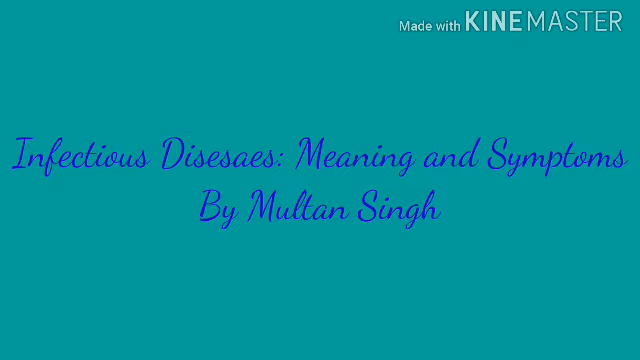 Made with KINEMASTER
Infectious Disesaes: Meaning and Symptoms
By Multan Singh